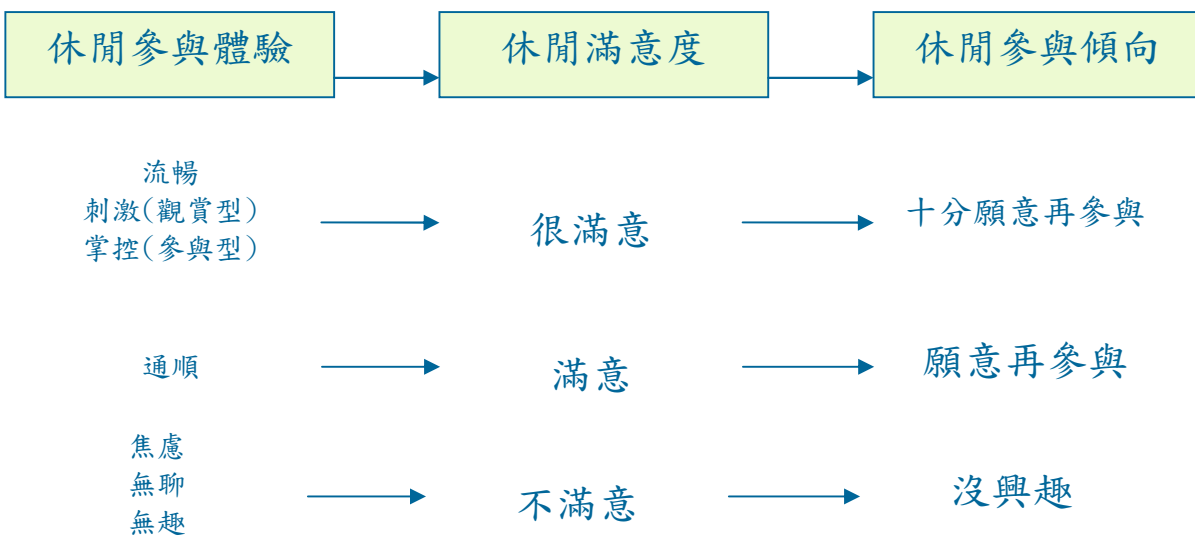 休閒參與體驗
休閒滿意度
休閒參與傾向
流暢
刺激(觀賞型)
掌控(參與型)
很滿意
十分願意再參與
通順
滿意
願意再參與
焦慮
無聊
無趣
不滿意
沒興趣